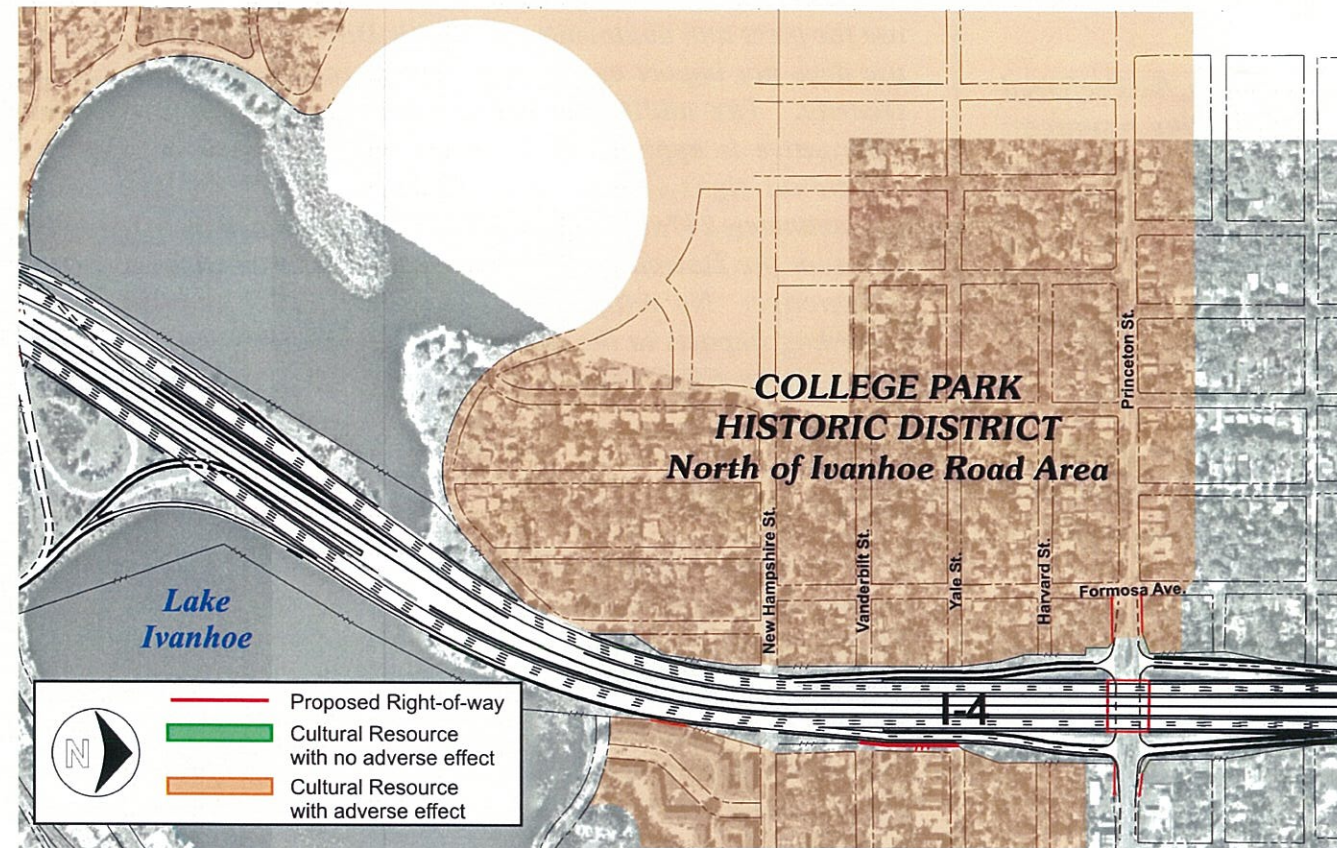 COLLEGE PARK
HISTORIC DISTRICT
North of Ivanhoe Road Area
Princeton St.
New Hampshire St.
Vanderbilt St.
Yale St.
Harvard St.
Formosa Ave.
Lake
Ivanhoe
I-4
N
Proposed Right-of-way
Cultural Resource
with no adverse effect
Cultural Resource
with adverse effect